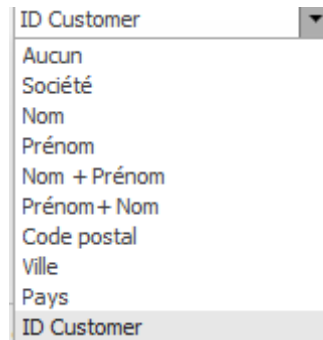 ID Customer
Aucun
Société
Nom
Prénom
Nom + Prénom
Prénom+ Nom
Code postal
Ville
Pays
ID Customer